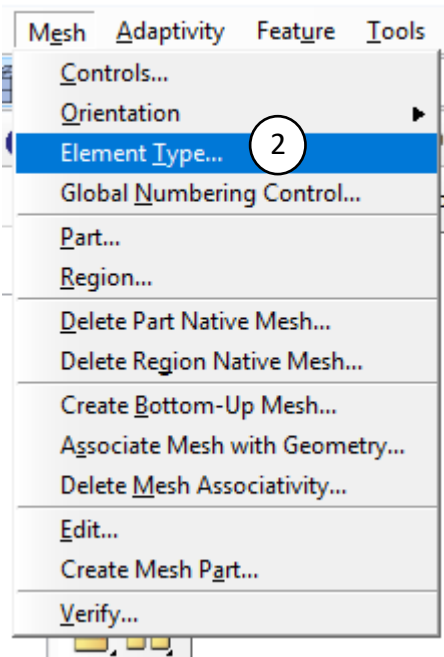 Mesh Adaptivity Feature Tools
Controls...
Orientation
Element Type... 2
Global Numbering Control...
Part...
Region...
Delete Part Native Mesh...
Delete Region Native Mesh...
Create Bottom-Up Mesh...
Associate Mesh with Geometry...
Delete Mesh Associativity...
Edit...
Create Mesh Part...
Verify...